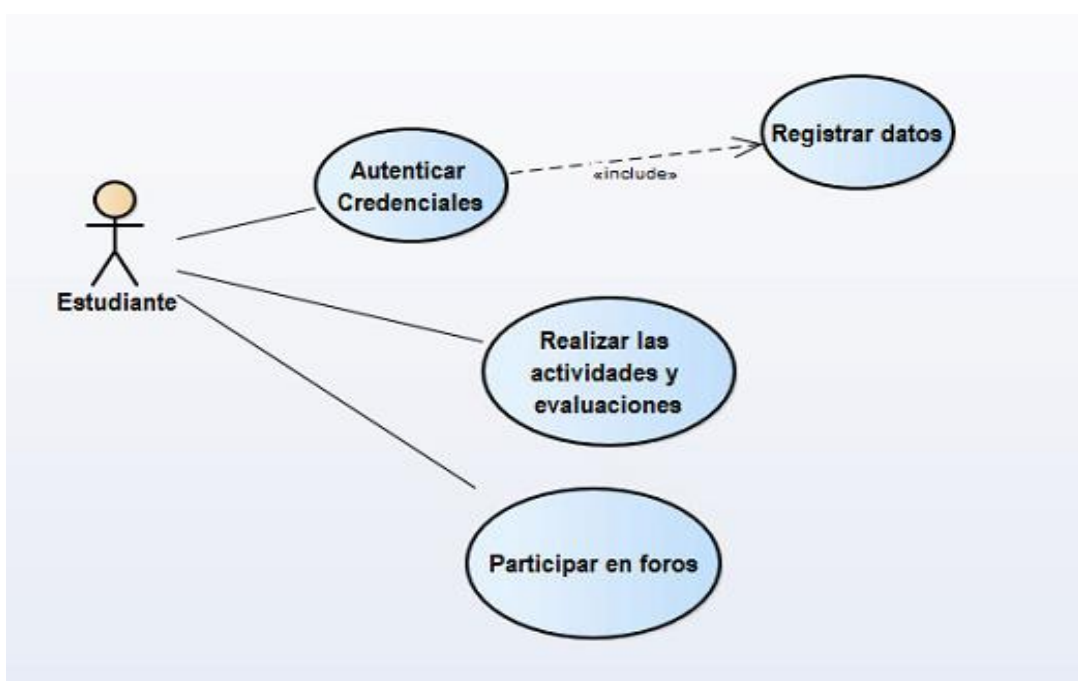 Registrar datos
Autenticar
Credenciales
«include»
Estudiante
Realizar las
actividades y
evaluaciones
Participar en foros